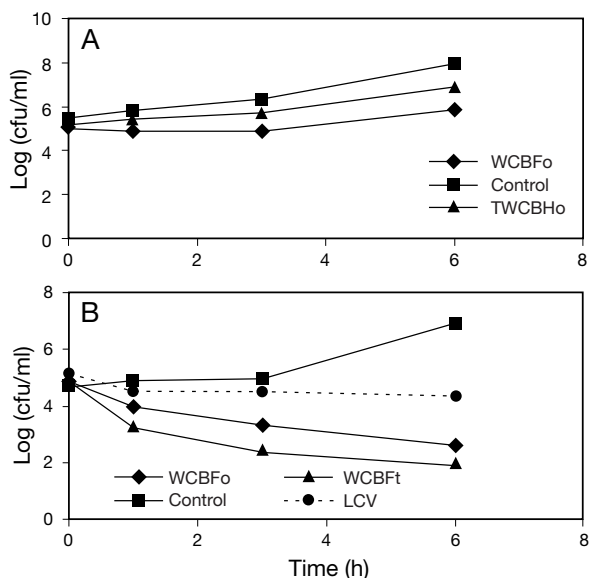 A
10
8
6
4
2
0
Log (cfu/ml)
WCBFo
Control
TWCBHo
0 2 4 6 8
B
8
6
4
2
0
Log (cfu/ml)
WCBFo WCBFt
Control LCV
0 2 4 6 8
Time (h)